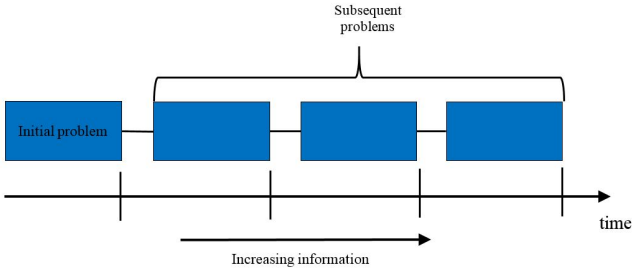 Subsequent
problems
Initial problem
time
Increasing information